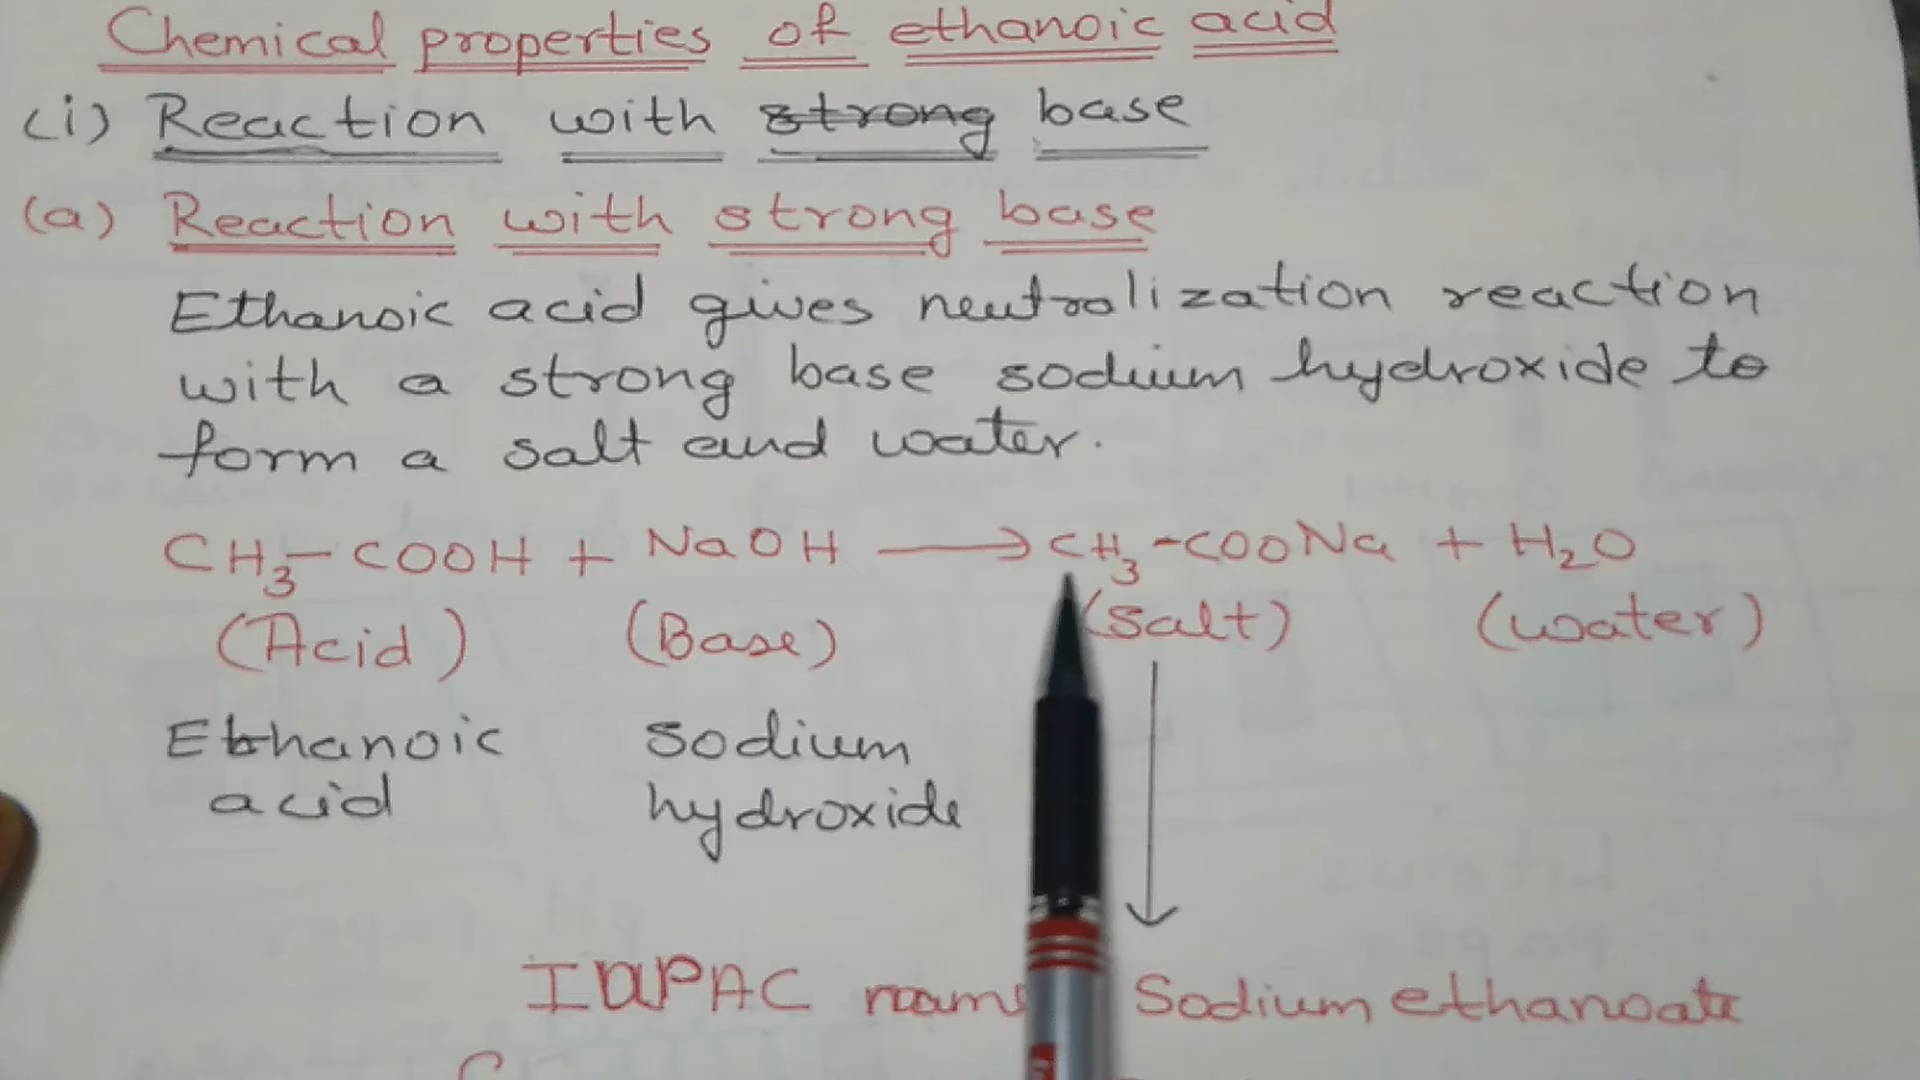 Chemical properties of ethanoic acid
(i) Reaction with strong base
(a) Reaction with strong base
Ethanoic acid gives neutralization reaction
with a strong base sodium hydroxide to
form a salt and water.
CH₃-COOH + NaOH → CH₃-COONa + H₂O
(Acid) (Base) (Salt) (water)
Ethanoic sodium
acid hydroxide
IUPAC name Sodium ethanoate